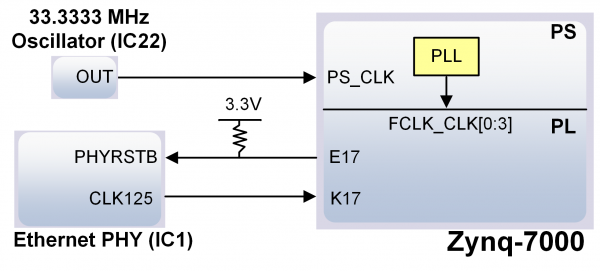 33.3333 MHz
Oscillator (IC22)
OUT
PS_CLK
PLL
PS
FCLK_CLK[0:3]
PL
3.3V
PHYRSTB
E17
CLK125
K17
Ethernet PHY (IC1)
Zynq-7000